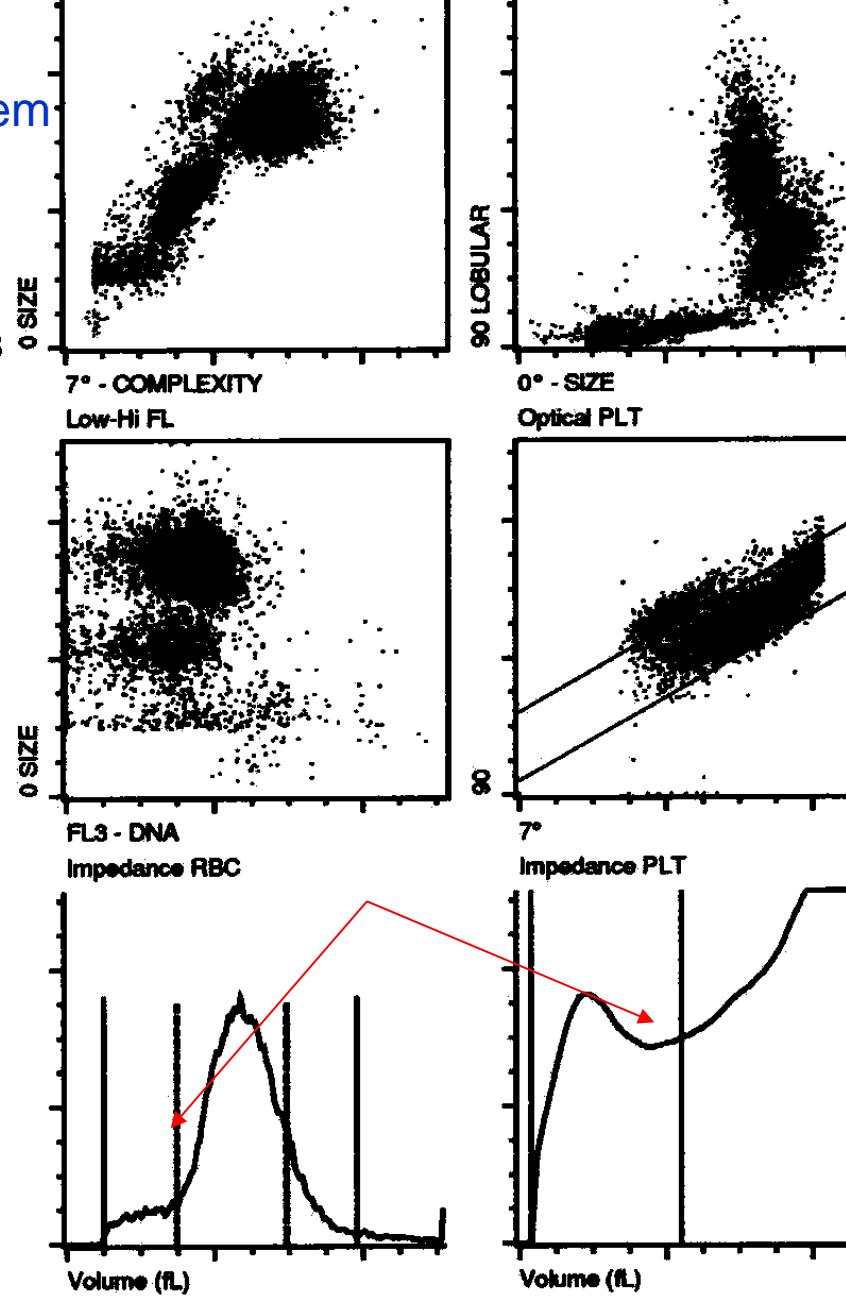 em
0 SIZE
90 LOBULAR
7° - COMPLEXITY
0° - SIZE
Low-Hi FL
Optical PLT
0 SIZE
90
FL3 - DNA
7°
Impedance RBC
Impedance PLT
Volume (fL)
Volume (fL)